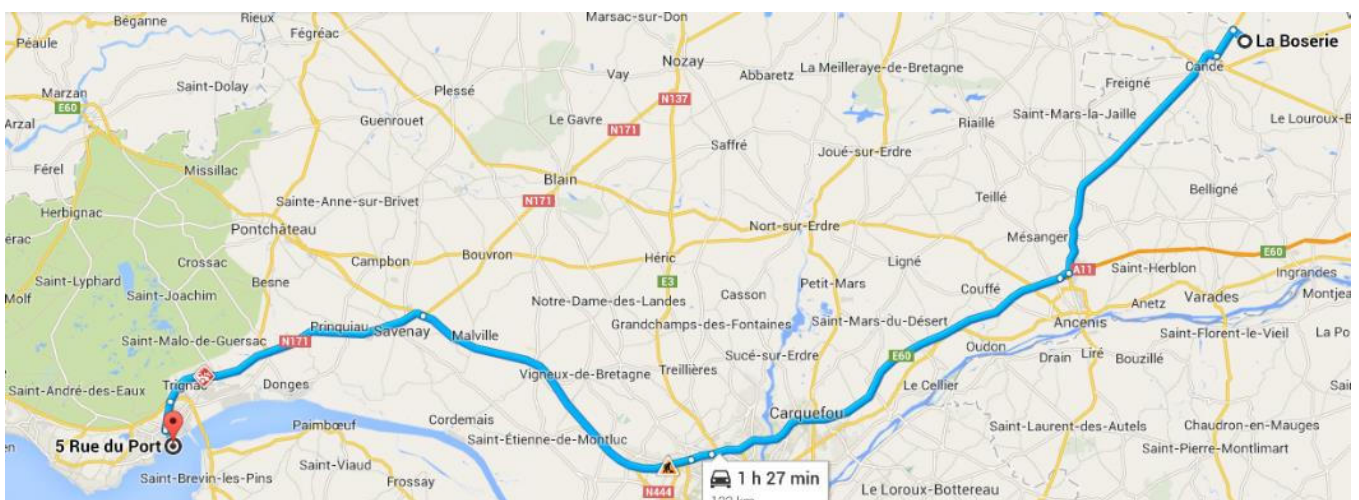 Béganne
Rieux
Marsac-sur-Don
Péaule
Fégréac
Nozay
La Meilleraye-de-Bretagne
La Boserie
Candé
Abbaretz
Vay
Freigné
Saint-Dolay
Plessé
Marzan
E60
N137
Saint-Mars-la-Jaille
Le Louroux-B
Arzal
Guenrouet
Le Gavre
Riaillé
N171
Saffré
Joué-sur-Erdre
Férel
Missillac
Blain
Teillé
Belligné
Herbignac
Sainte-Anne-sur-Brivet
N171
Pontchâteau
Nort-sur-Erdre
Mésanger
E60
Crossac
Campbon
Bouvron
Héric
Ligné
A11
Saint-Herblon
Ingrandes
Saint-Lyphard
Besne
E3
Petit-Mars
Couffé
Molf
Saint-Joachim
Notre-Dame-des-Landes
Casson
Anetz
Varades
Montjea
Prinquiau
Savenay
Malville
Grandchamps-des-Fontaines
Saint-Mars-du-Désert
Ancenis
Saint-Florent-le-Vieil
La Po
Saint-Malo-de-Guersac
N171
Sucé-sur-Erdre
E60
Oudon
Drain
Liré
Bouzillé
Saint-André-des-Eaux
Trignac
Donges
Vigneux-de-Bretagne
Treillières
Le Cellier
Sain
Cordemais
Carquefou
5 Rue du Port
Paimbœuf
Saint-Étienne-de-Montluc
Saint-Laurent-des-Autels
Chaudron-en-Mauges
Saint-Pierre-Montlimart
Saint-Brevin-les-Pins
Saint-Viaud
Frossay
1 h 27 min
N444
Le Loroux-Bottereau